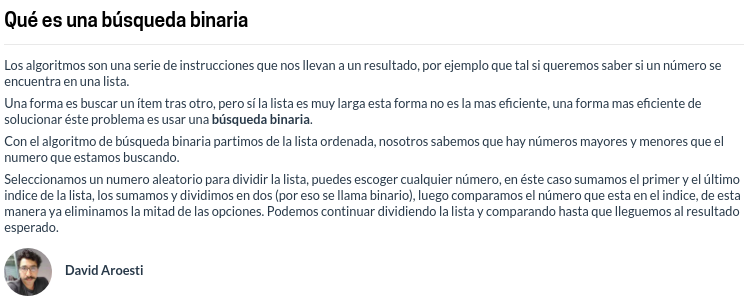 Qué es una búsqueda binaria
Los algoritmos son una serie de instrucciones que nos llevan a un resultado, por ejemplo que tal si queremos saber si un número se
encuentra en una lista.
Una forma es buscar un ítem tras otro, pero sí la lista es muy larga esta forma no es la mas eficiente, una forma mas eficiente de
solucionar éste problema es usar una búsqueda binaria.
Con el algoritmo de búsqueda binaria partimos de la lista ordenada, nosotros sabemos que hay números mayores y menores que el
numero que estamos buscando.
Seleccionamos un numero aleatorio para dividir la lista, puedes escoger cualquier número, en éste caso sumamos el primer y el último
indice de la lista, los sumamos y dividimos en dos (por eso se llama binario), luego comparamos el número que esta en el indice, de esta
manera ya eliminamos la mitad de las opciones. Podemos continuar dividiendo la lista y comparando hasta que lleguemos al resultado
esperado.
David Aroesti